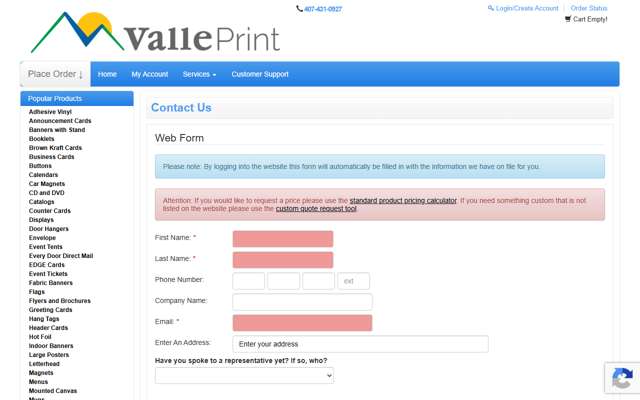 407-421-0927
Login/Create Account
Order Status
Cart Empty!
VallePrint
Place Order ↓
Home
My Account
Services
Customer Support
Popular Products
Adhesive Vinyl
Announcement Cards
Banners with Stand
Booklets
Brown Kraft Cards
Business Cards
Buttons
Calendars
Car Magnets
CD and DVD
Catalogs
Counter Cards
Displays
Door Hangers
Envelope
Event Tents
Every Door Direct Mail
EDGE Cards
Event Tickets
Fabric Banners
Flags
Flyers and Brochures
Greeting Cards
Hang Tags
Header Cards
Hot Foil
Indoor Banners
Large Posters
Letterhead
Magnets
Menus
Mounted Canvas
Mugs
Contact Us
Web Form
Please note: By logging into the website this form will automatically be filled in with the information we have on file for you.
Attention: If you would like to request a price please use the standard product pricing calculator. If you need something custom that is not
listed on the website please use the custom quote request tool.
First Name: *
Last Name: *
Phone Number:
ext
Company Name:
Email: *
Enter An Address:
Enter your address
Have you spoke to a representative yet? If so, who?